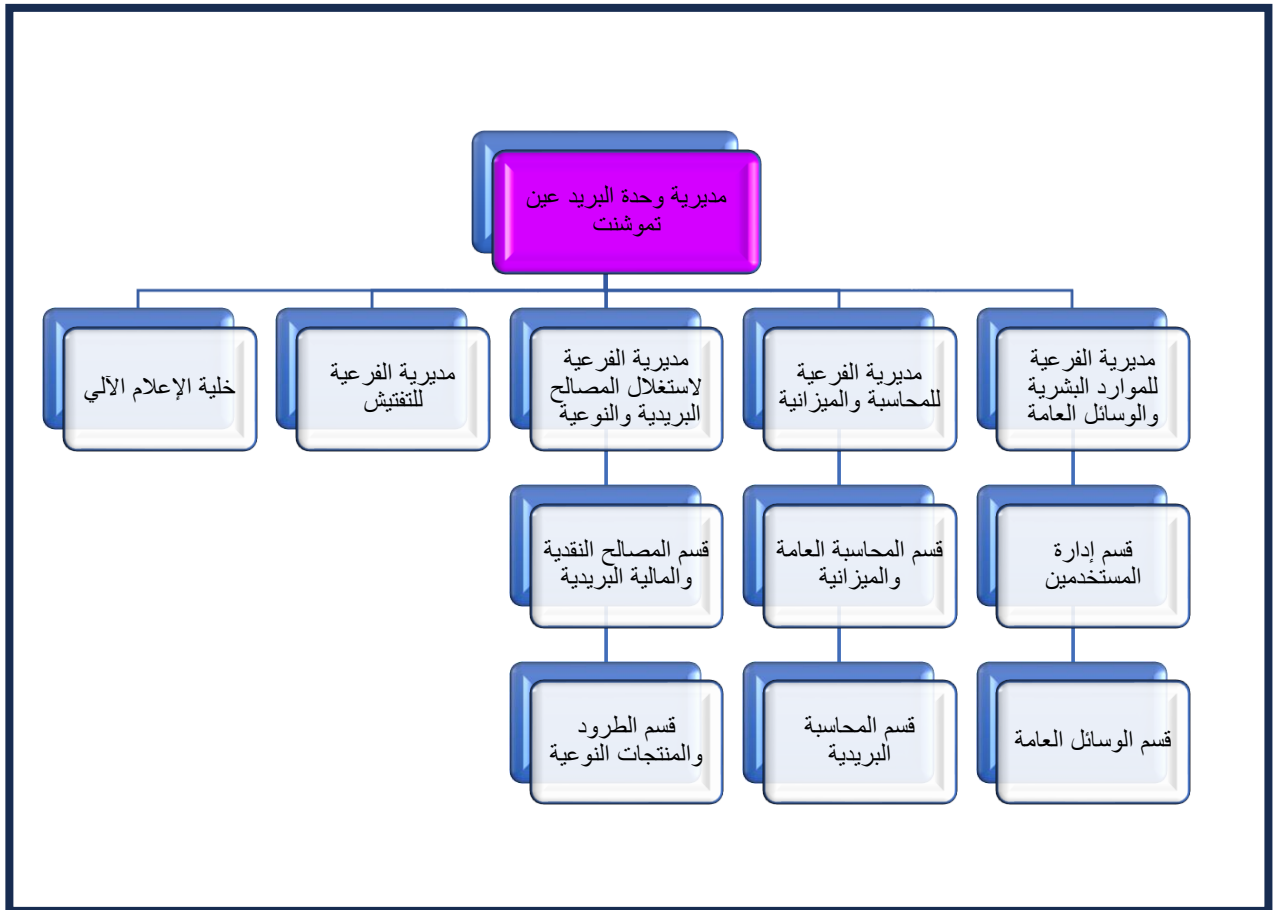 مديرية وحدة البريد عين
تموشنت
مديرية الفرعية
للموارد البشرية
والوسائل العامة
مديرية الفرعية
للمحاسبة والميزانية
مديرية الفرعية
لاستغلال المصالح
البريدية والنوعية
مديرية الفرعية
للتفتيش
خلية الإعلام الآلي
قسم إدارة
المستخدمين
قسم المحاسبة العامة
والميزانية
قسم المصالح النقدية
والمالية البريدية
قسم الوسائل العامة
قسم المحاسبة
البريدية
قسم الطرود
والمنتجات النوعية